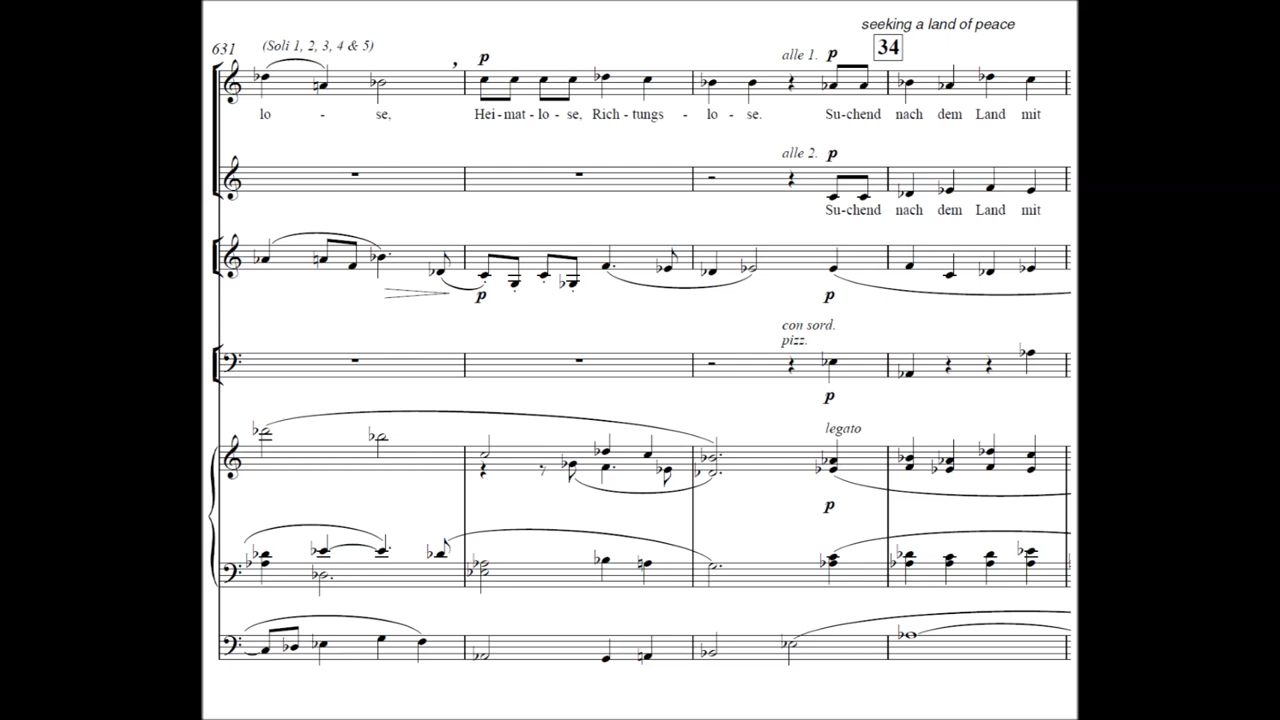 seeking a land of peace
631 (Soli 1, 2, 3, 4 & 5) , p alle 1. p 34
lo - se, Hei - mat - lo - se, Rich - tungs - lo - se. Su - chend nach dem Land mit
alle 2. p
Su - chend nach dem Land mit
p p
con sord.
pizz.
p
legato
p